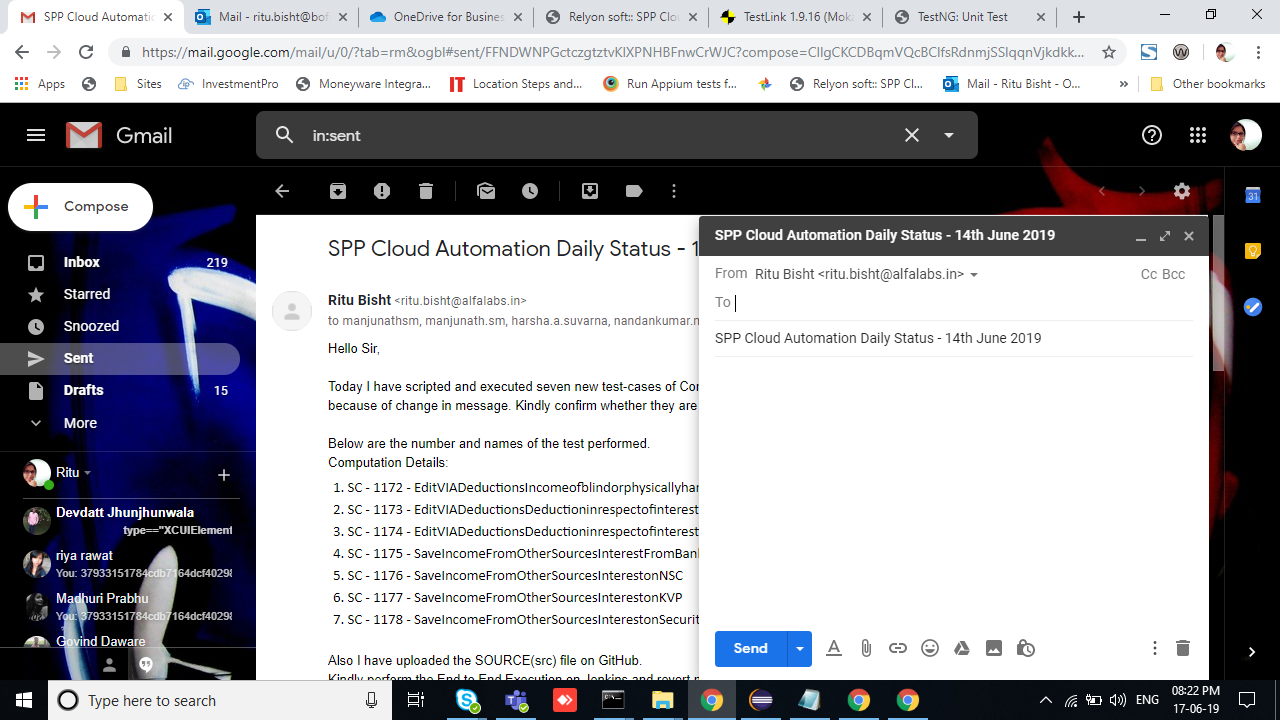 SPP Cloud Automatio
Mail - ritu.bisht@bof
OneDrive for Busines
Relyon soft:: SPP Clo
TestLink 1.9.16 (Moka
TestNG: Unit Test
https://mail.google.com/mail/u/0/?tab=rm&ogbl#sent/FFNDWNPGctczgtztvKlXPNHBFnwCrWJC?compose=CllgCKCDBqmVQcBClfsRdnmjSSlqqnVjkdkk...
Apps
Sites
InvestmentPro
Moneyware Integra...
Location Steps and...
Run Appium tests f...
Relyon soft:: SPP Cl...
Mail - Ritu Bisht - O...
»
Other bookmarks
Gmail
in:sent
Compose
Inbox 219
Starred
Snoozed
Sent
Drafts 15
More
Ritu
Devdatt Jhunjhunwala
type=="XCUIElement
riya rawat
You: 37933151784cdb7164dcf40298
Madhuri Prabhu
You: 37933151784cdb7164dcf40298
Govind Daware
SPP Cloud Automation Daily Status - 1
Ritu Bisht <ritu.bisht@alfalabs.in>
to manjunathsm, manjunath.sm, harsha.a.suvarna, nandankumar.n
Hello Sir,
Today I have scripted and executed seven new test-cases of Con
because of change in message. Kindly confirm whether they are
Below are the number and names of the test performed.
Computation Details:
1. SC - 1172 - EditVIADeductionsIncomeofblindorphysicallyhan
2. SC - 1173 - EditVIADeductionsDeductioninrespectofinterest
3. SC - 1174 - EditVIADeductionsDeductioninrespectofinterest
4. SC - 1175 - SaveIncomeFromOtherSourcesInterestFromBank
5. SC - 1176 - SaveIncomeFromOtherSourcesInterestonNSC
6. SC - 1177 - SaveIncomeFromOtherSourcesInterestonKVP
7. SC - 1178 - SaveIncomeFromOtherSourcesInterestonSecurit
Also I have uploaded the SOURCE(src) file on GitHub.
Kindly perform the End to End Execution on Jenkins and revert
SPP Cloud Automation Daily Status - 14th June 2019
From Ritu Bisht <ritu.bisht@alfalabs.in>
Cc Bcc
To
SPP Cloud Automation Daily Status - 14th June 2019
Send
31
Type here to search
ENG
08:22 PM
17-06-19